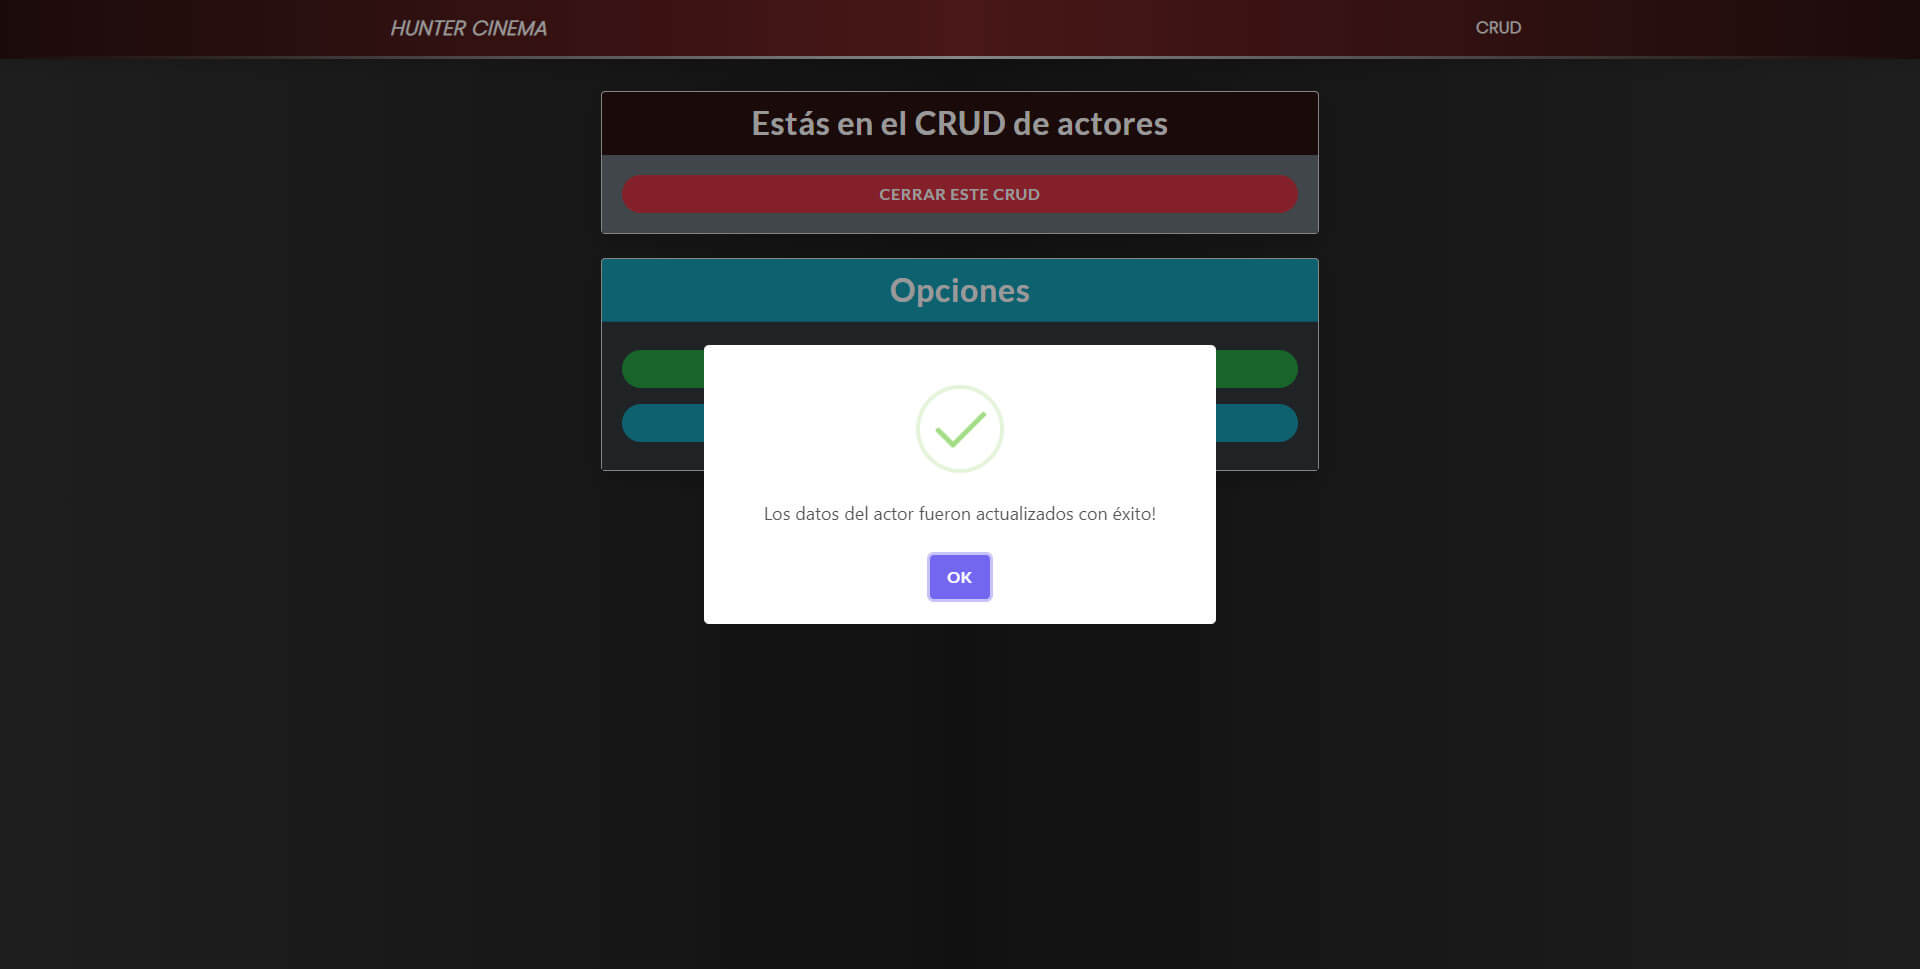 HUNTER CINEMA
CRUD
Estás en el CRUD de actores
CERRAR ESTE CRUD
Opciones
Los datos del actor fueron actualizados con éxito!
OK